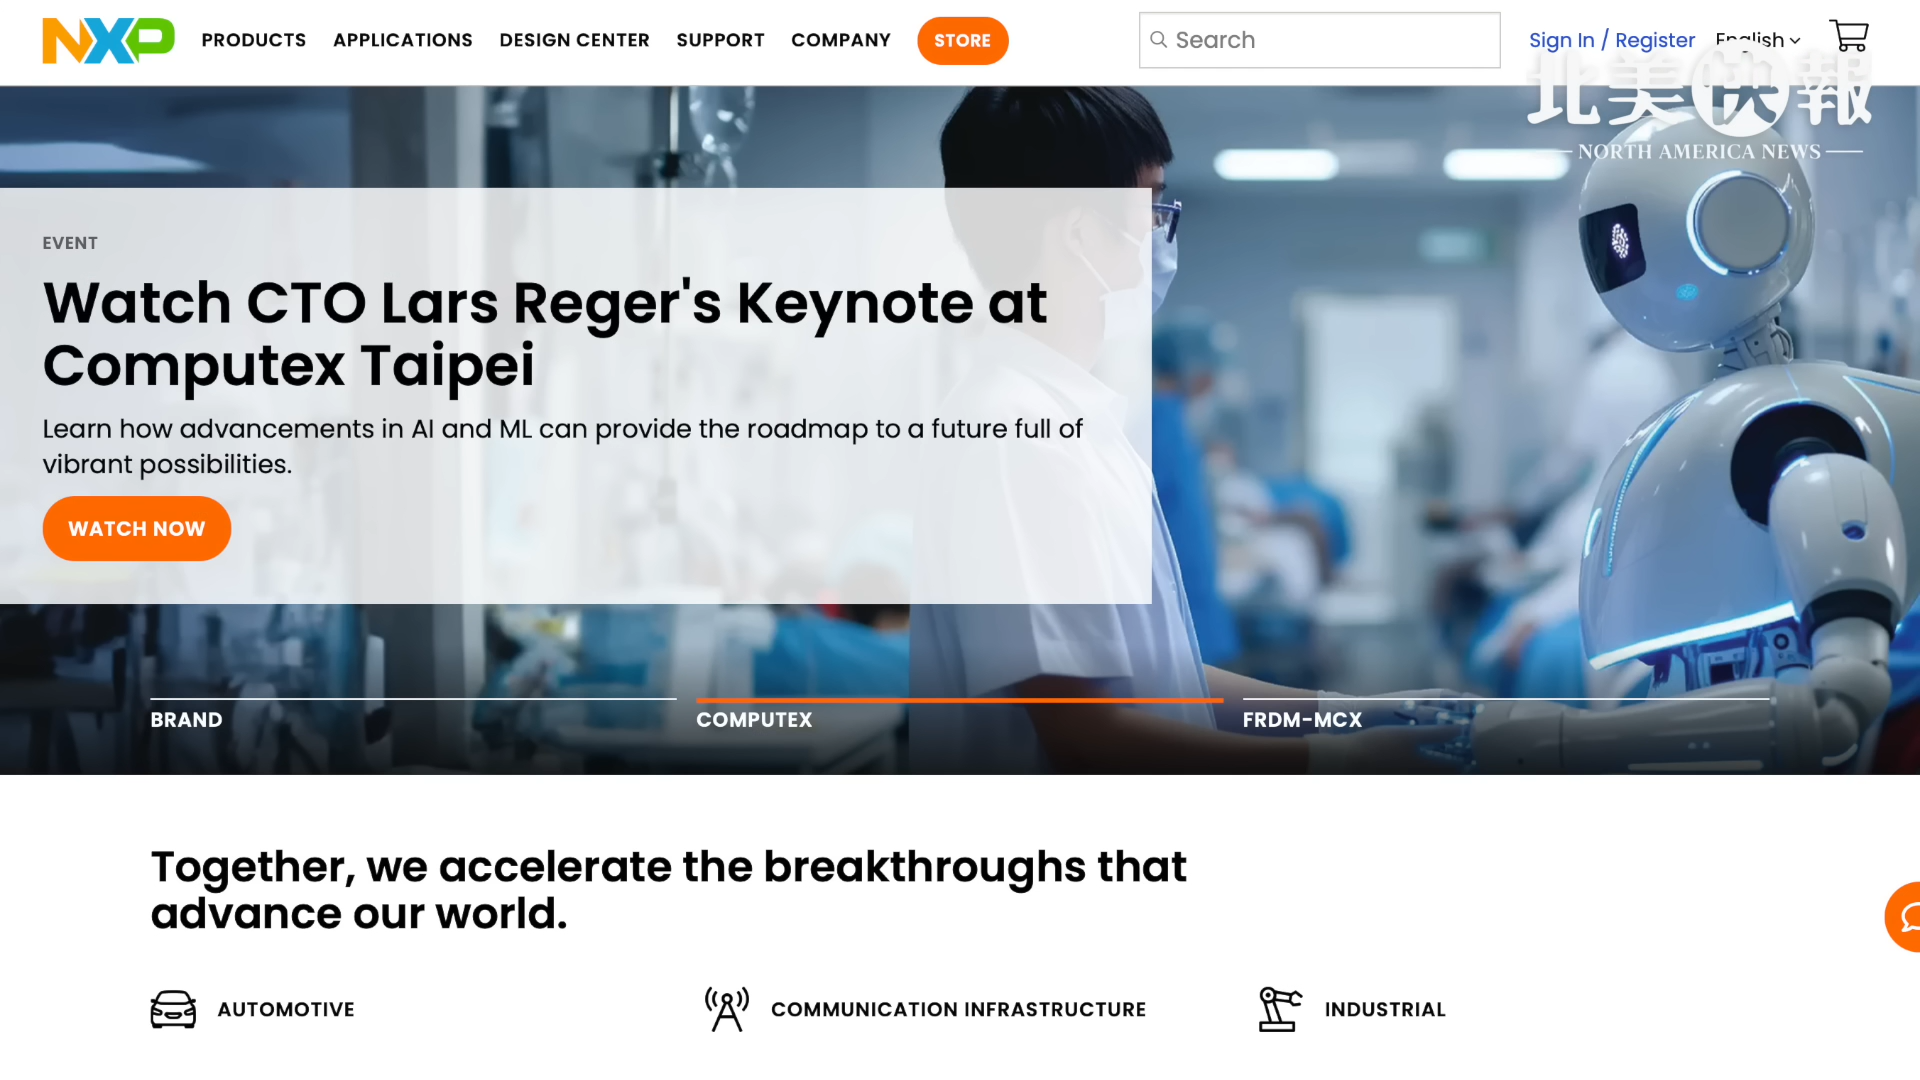 NXP
PRODUCTS
APPLICATIONS
DESIGN CENTER
SUPPORT
COMPANY
STORE
Search
Sign In / Register
English
北美快報
NORTH AMERICA NEWS
EVENT
Watch CTO Lars Reger's Keynote at
Computex Taipei
Learn how advancements in AI and ML can provide the roadmap to a future full of
vibrant possibilities.
WATCH NOW
BRAND
COMPUTEX
FRDM-MCX
Together, we accelerate the breakthroughs that
advance our world.
AUTOMOTIVE
COMMUNICATION INFRASTRUCTURE
INDUSTRIAL